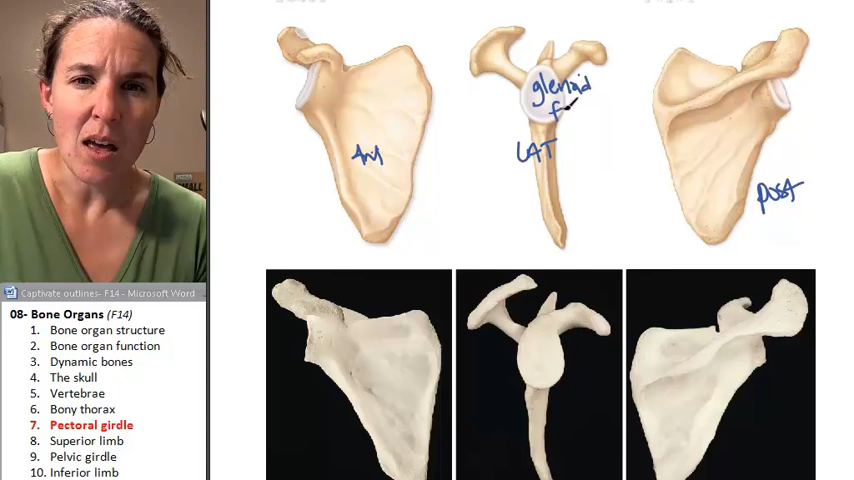 glenoid
f
LAT
Ant
post
Captivate outlines- F14 - Microsoft Word
08- Bone Organs (F14)
1. Bone organ structure
2. Bone organ function
3. Dynamic bones
4. The skull
5. Vertebrae
6. Bony thorax
7. Pectoral girdle
8. Superior limb
9. Pelvic girdle
10. Inferior limb